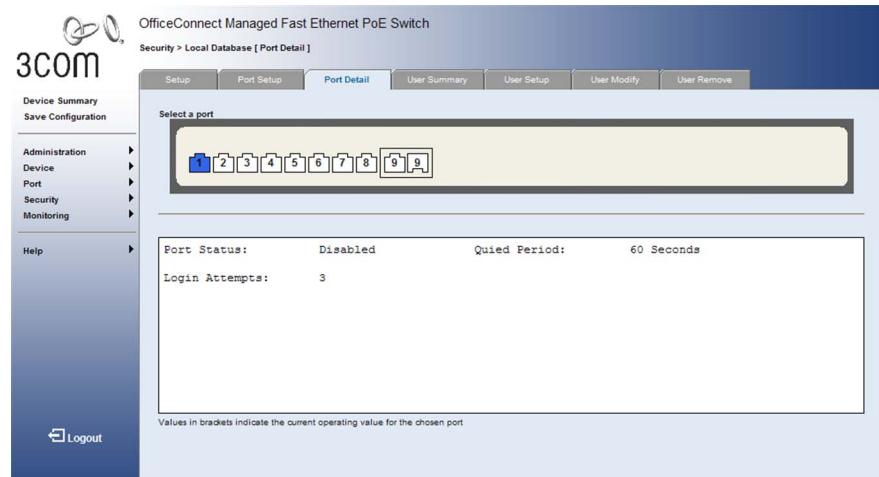 3COM
OfficeConnect Managed Fast Ethernet PoE Switch
Security > Local Database [ Port Detail ]
Setup Port Setup Port Detail User Summary User Setup User Modify User Remove
Device Summary
Save Configuration
Administration
Device
Port
Security
Monitoring
Help
Logout
Select a port
1 2 3 4 5 6 7 8 9 9
Port Status: Disabled Quied Period: 60 Seconds
Login Attempts: 3
Values in brackets indicate the current operating value for the chosen port